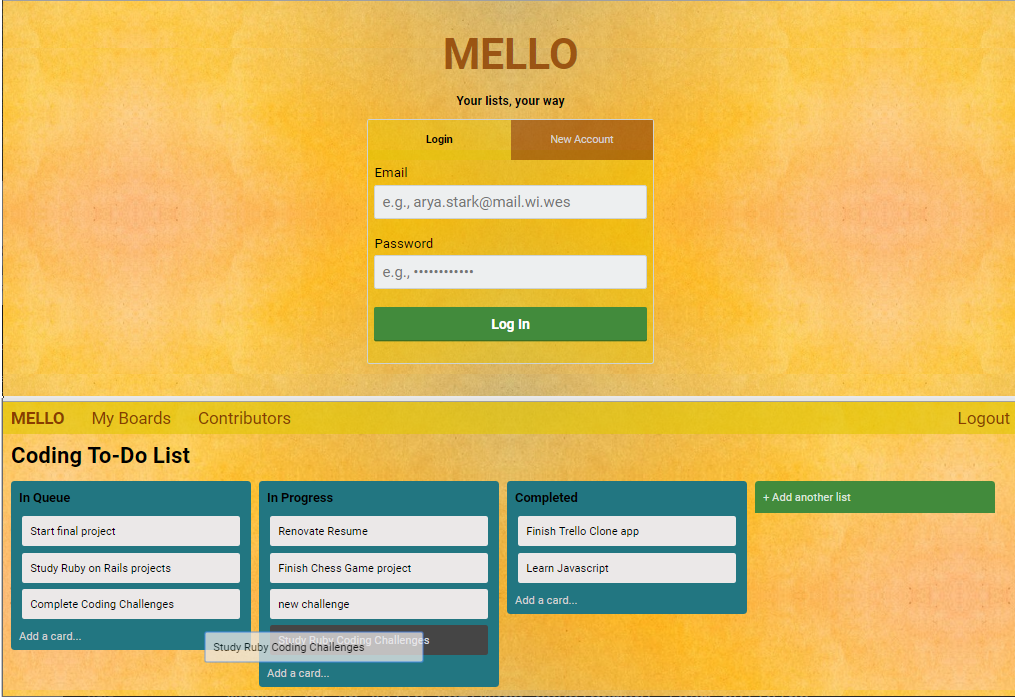 MELLO
Your lists, your way
Login
New Account
Email
e.g., arya.stark@mail.wi.wes
Password
e.g., ••••••••••••
Log In
MELLO My Boards Contributors Logout
Coding To-Do List
In Queue
Start final project
Study Ruby on Rails projects
Complete Coding Challenges
Add a card...
In Progress
Renovate Resume
Finish Chess Game project
new challenge
Study Ruby Coding Challenges
Study Ruby Coding Challenges
Add a card...
Completed
Finish Trello Clone app
Learn Javascript
Add a card...
+ Add another list